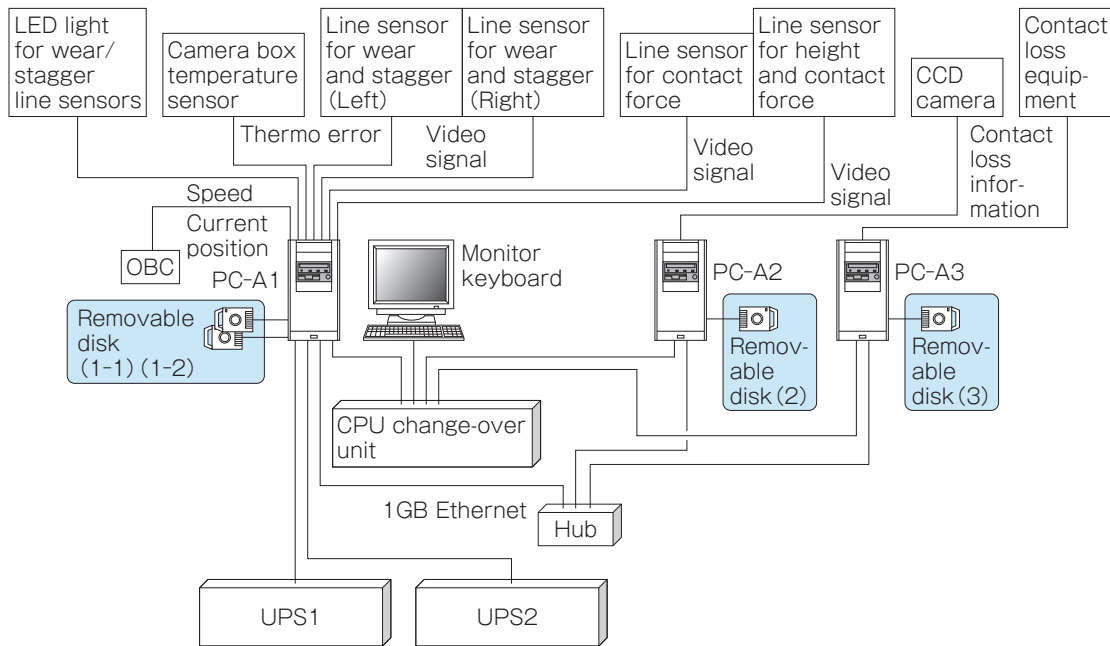 LED light
for wear/
stagger
line sensors
Camera box
temperature
sensor
Line sensor
for wear
and stagger
(Left)
Line sensor
for wear
and stagger
(Right)
Line sensor
for contact
force
Line sensor
for height
and contact
force
CCD
camera
Contact
loss
equip-
ment
Thermo error
Video
signal
Video
signal
Video
signal
Contact
loss
infor-
mation
Speed
Current
position
OBC
PC-A1
Monitor
keyboard
PC-A2
PC-A3
Removable
disk
(1-1) (1-2)
Remov-
able
disk (2)
Remov-
able
disk (3)
CPU change-over
unit
1GB Ethernet
Hub
UPS1
UPS2